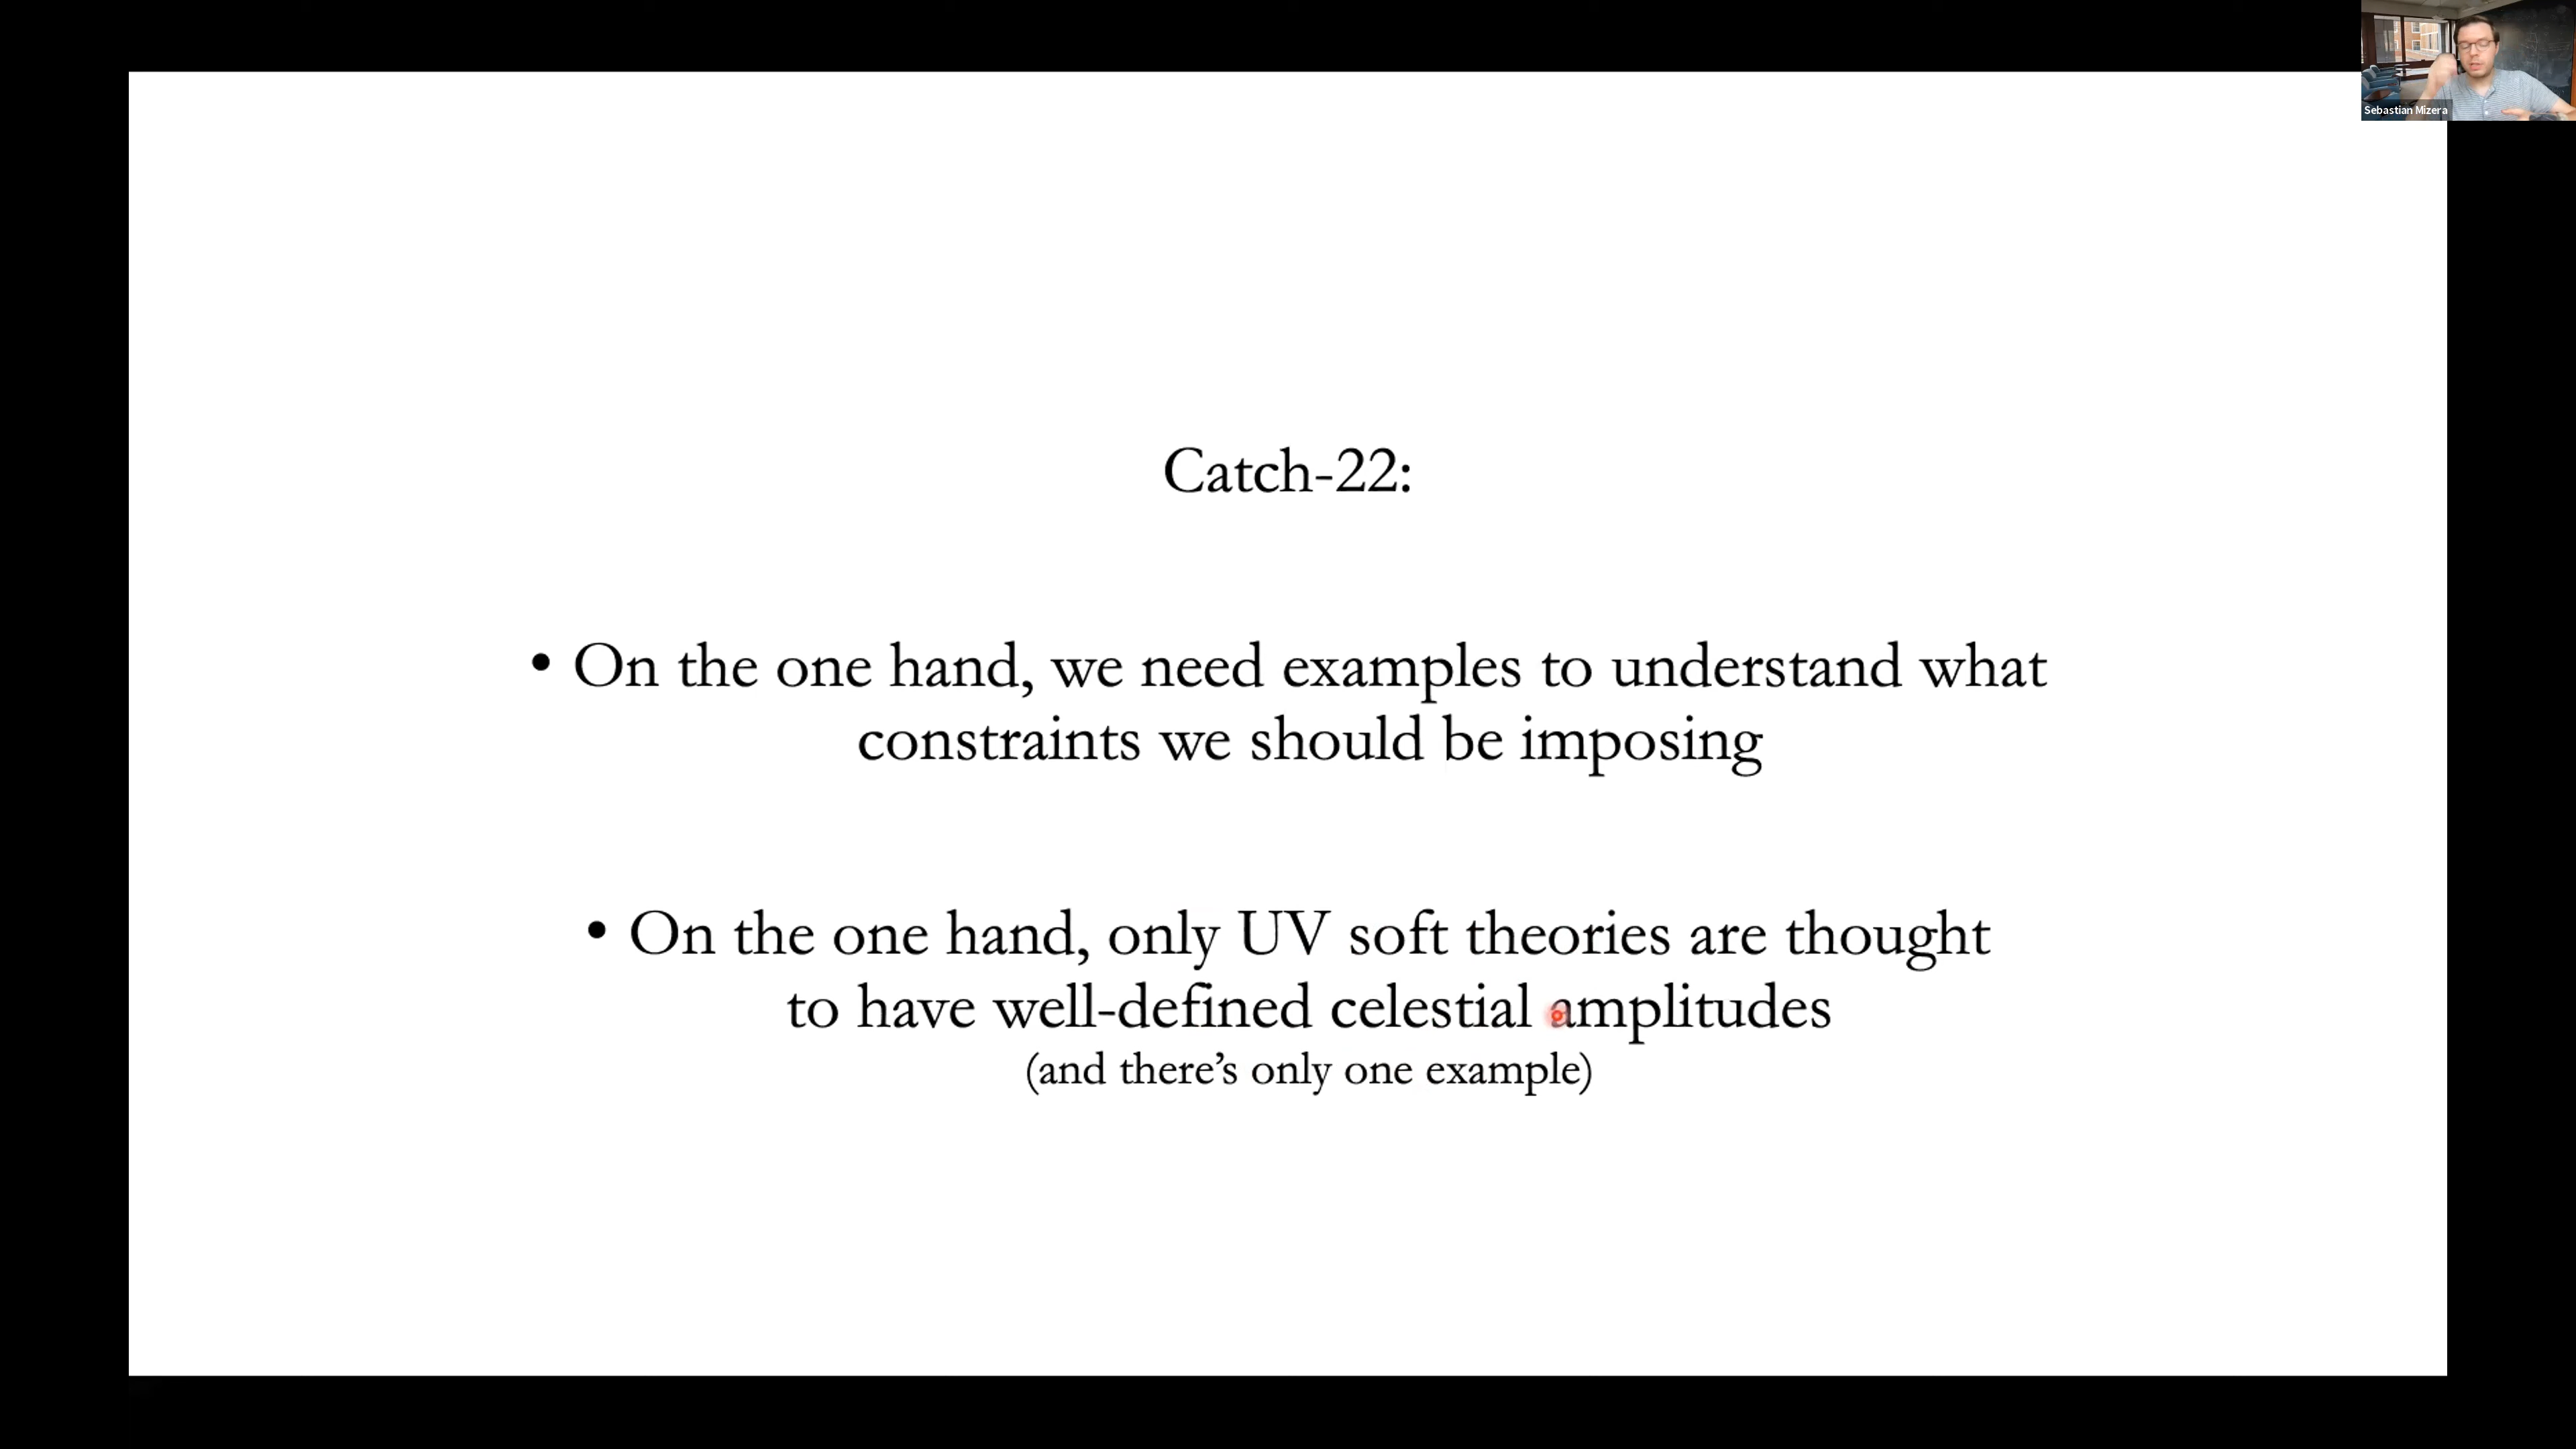 Sebastian Mizera
Catch-22:
• On the one hand, we need examples to understand what
constraints we should be imposing
• On the one hand, only UV soft theories are thought
to have well-defined celestial amplitudes
(and there's only one example)